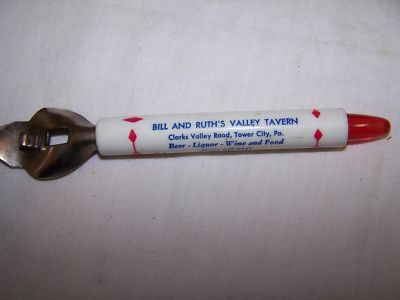 BILL AND RUTH'S VALLEY TAVERN
Clarks Valley Road, Tower City, Pa.
Beer - Liquor - Wine and Food